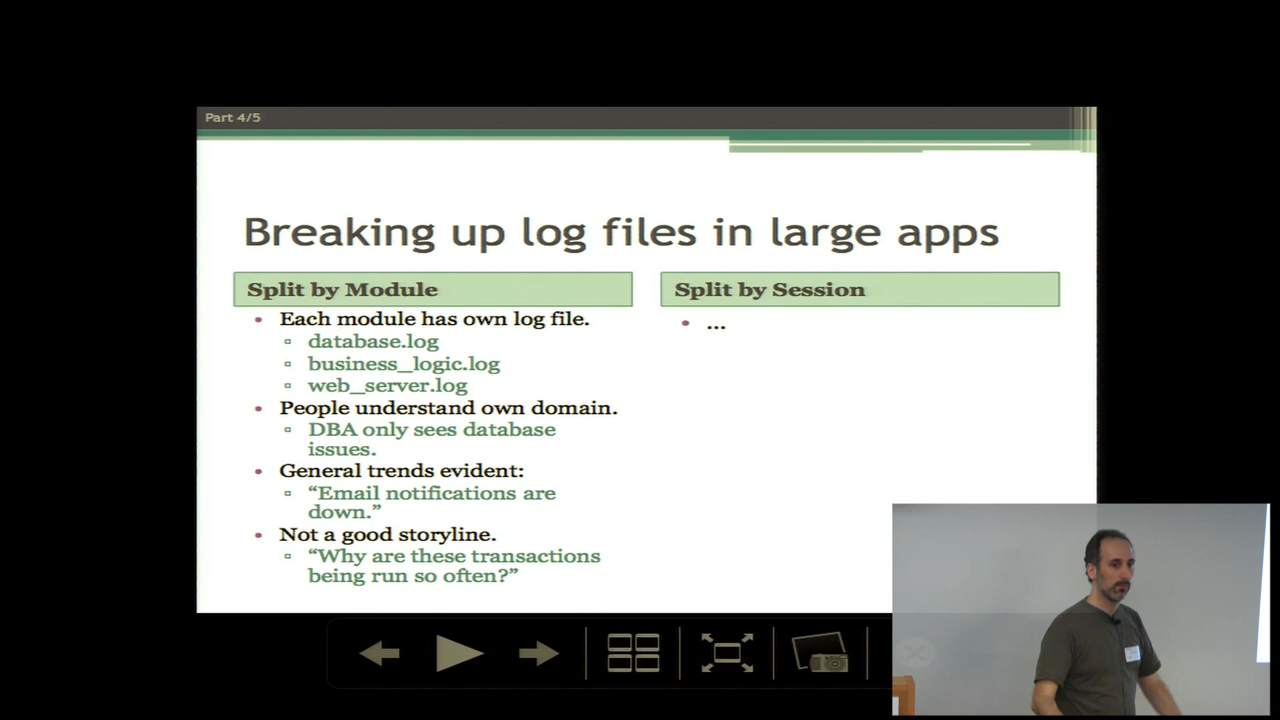 Part 4/5
Breaking up log files in large apps
Split by Module
• Each module has own log file.
▫ database.log
▫ business_logic.log
▫ web_server.log
• People understand own domain.
▫ DBA only sees database
issues.
• General trends evident:
▫ “Email notifications are
down.”
• Not a good storyline.
▫ “Why are these transactions
being run so often?”
Split by Session
• ...